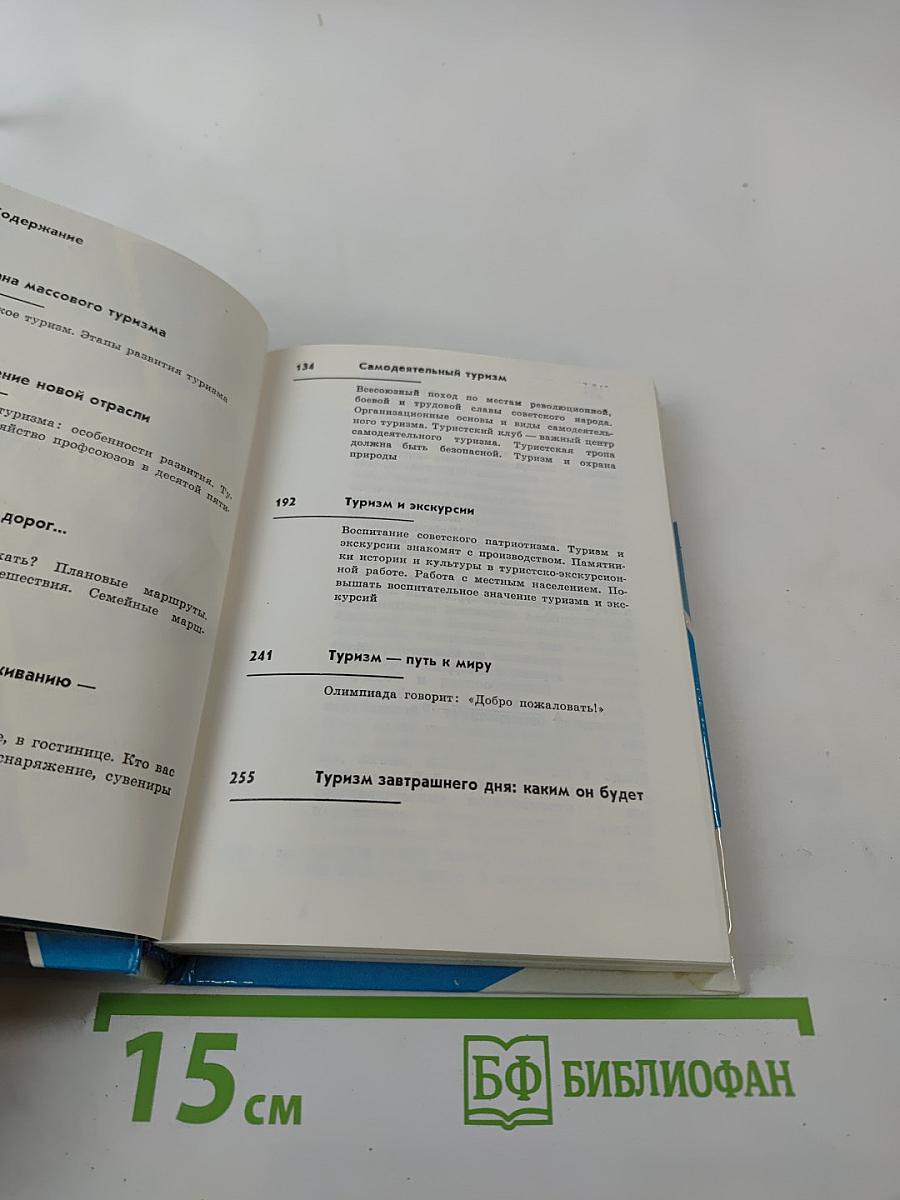 Содержание
на массового туризма
кое туризм. Этапы развития туризма
ение новой отрасли
туризма: особенности развития. Ту-
яйство профсоюзов в десятой пяти-
дорог...
хать? Плановые маршруты.
ешествия. Семейные марш-
живанию —
е, в гостинице. Кто вас
снаряжение, сувениры
134 Самодеятельный туризм
Всесоюзный поход по местам революционной,
боевой и трудовой славы советского народа.
Организационные основы и виды самодеятель-
ного туризма. Туристский клуб — важный центр
самодеятельного туризма. Туристская тропа
должна быть безопасной. Туризм и охрана
природы
192 Туризм и экскурсии
Воспитание советского патриотизма. Туризм и
экскурсии знакомят с производством. Памятни-
ки истории и культуры в туристско-экскурсион-
ной работе. Работа с местным населением. По-
вышать воспитательное значение туризма и экс-
курсий
241 Туризм — путь к миру
Олимпиада говорит: «Добро пожаловать!»
255 Туризм завтрашнего дня: каким он будет
15 см
БФ БИБЛИОФАН